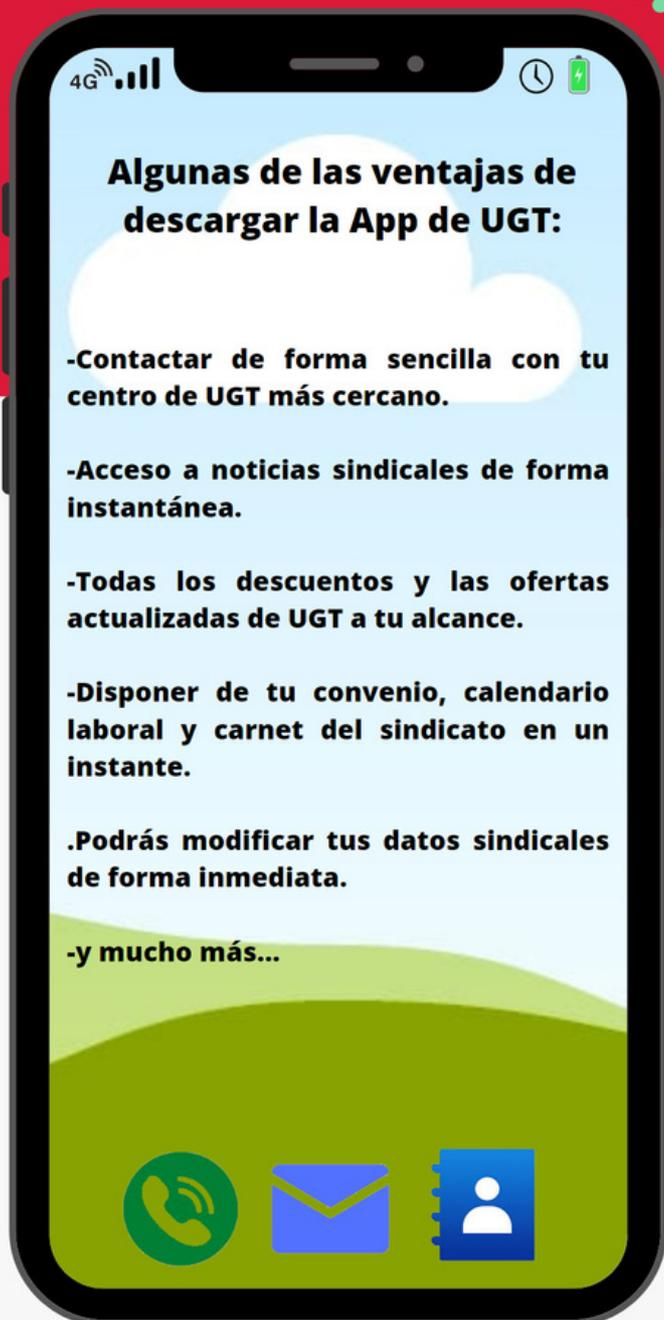 4G
Algunas de las ventajas de
descargar la App de UGT:
-Contactar de forma sencilla con tu
centro de UGT más cercano.
-Acceso a noticias sindicales de forma
instantánea.
-Todas los descuentos y las ofertas
actualizadas de UGT a tu alcance.
-Disponer de tu convenio, calendario
laboral y carnet del sindicato en un
instante.
.Podrás modificar tus datos sindicales
de forma inmediata.
-y mucho más...